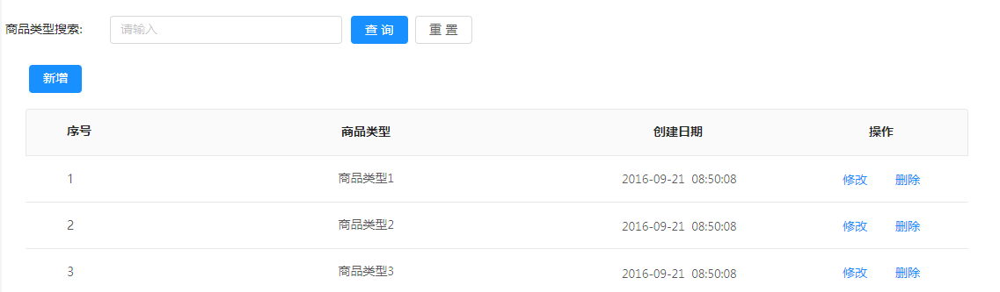 商品类型搜索: 请输入 查 询 重 置
新增
序号 商品类型 创建日期 操作
1 商品类型1 2016-09-21 08:50:08 修改 删除
2 商品类型2 2016-09-21 08:50:08 修改 删除
3 商品类型3 2016-09-21 08:50:08 修改 删除